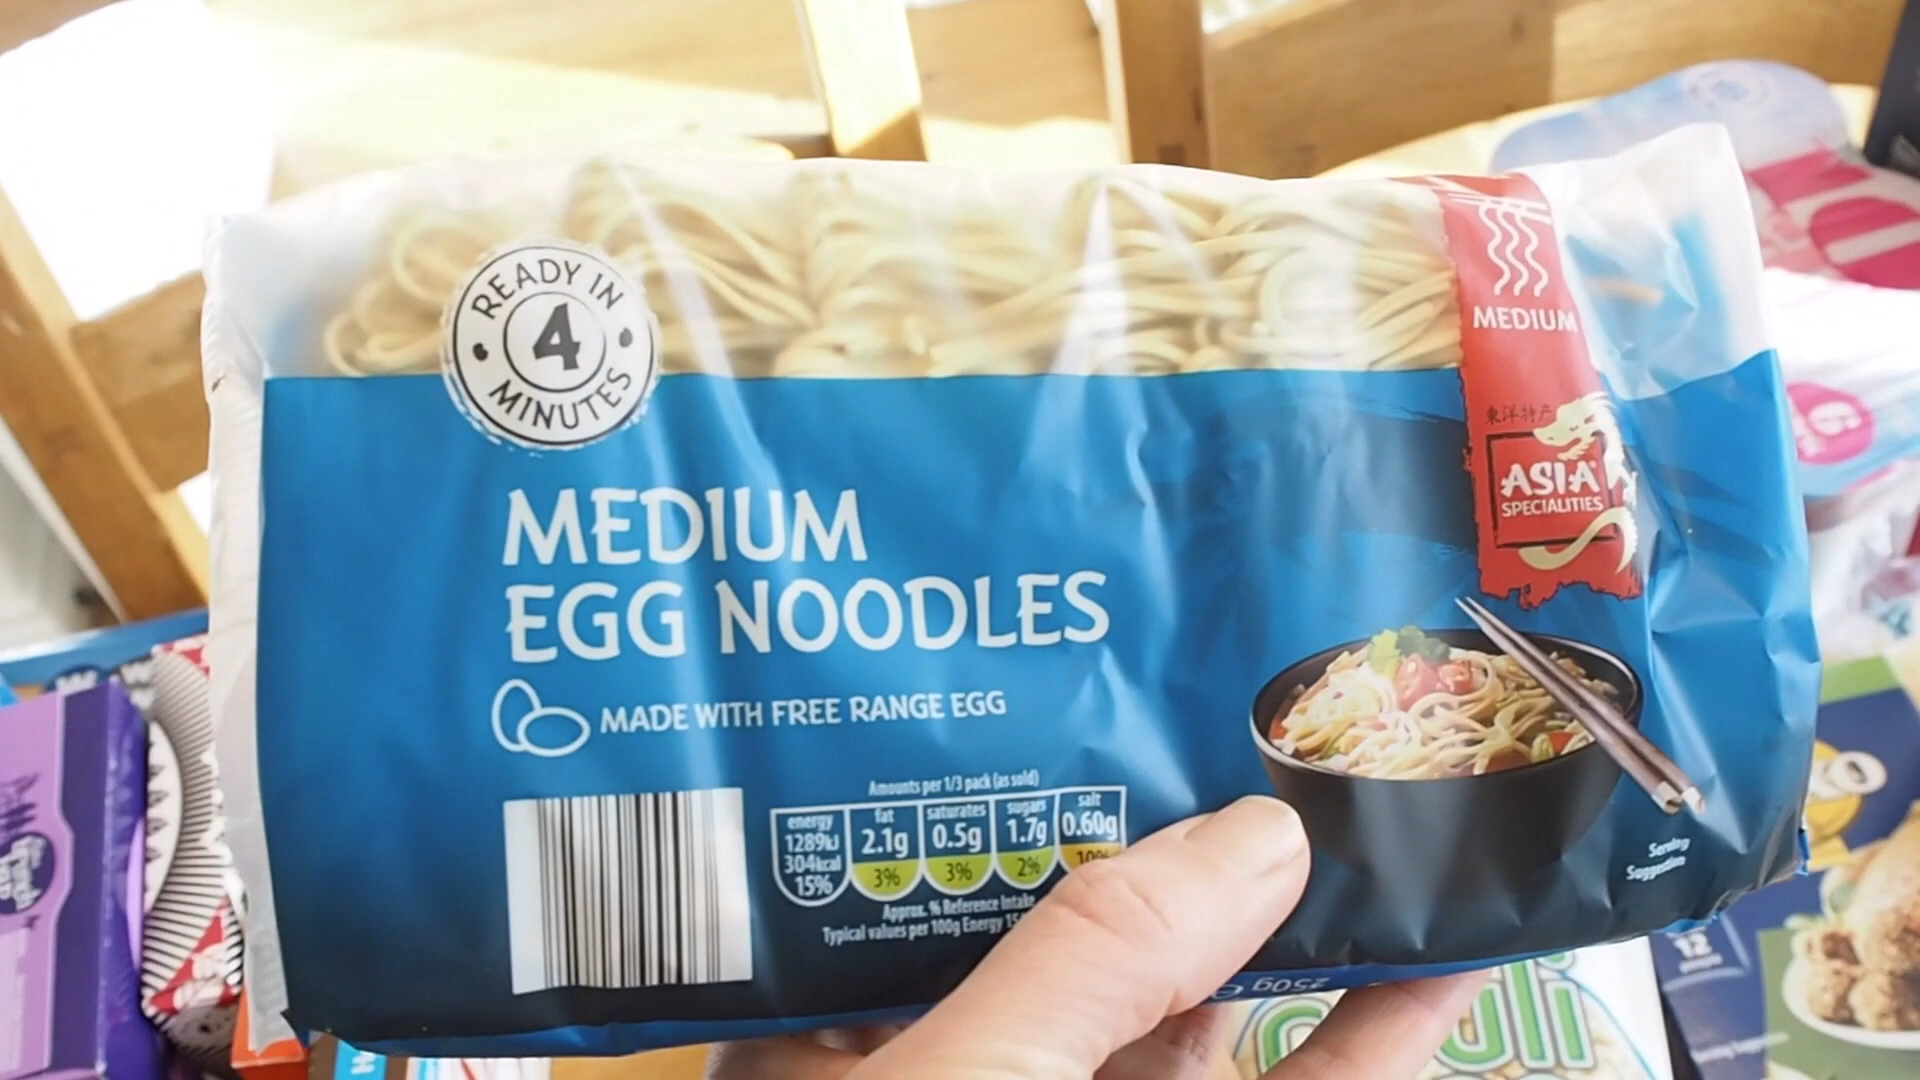 READY IN
4
MINUTES
MEDIUM
東洋特产
ASIA
SPECIALITIES
MEDIUM
EGG NOODLES
MADE WITH FREE RANGE EGG
Amounts per 1/3 pack (as sold)
energy
1289kJ
304kcal
15%
fat
2.1g
3%
saturates
0.5g
3%
sugars
1.7g
2%
salt
0.60g
10%
Approx. % Reference Intake
Typical values per 100g Energy
Serving
Suggestion
250g
6
12